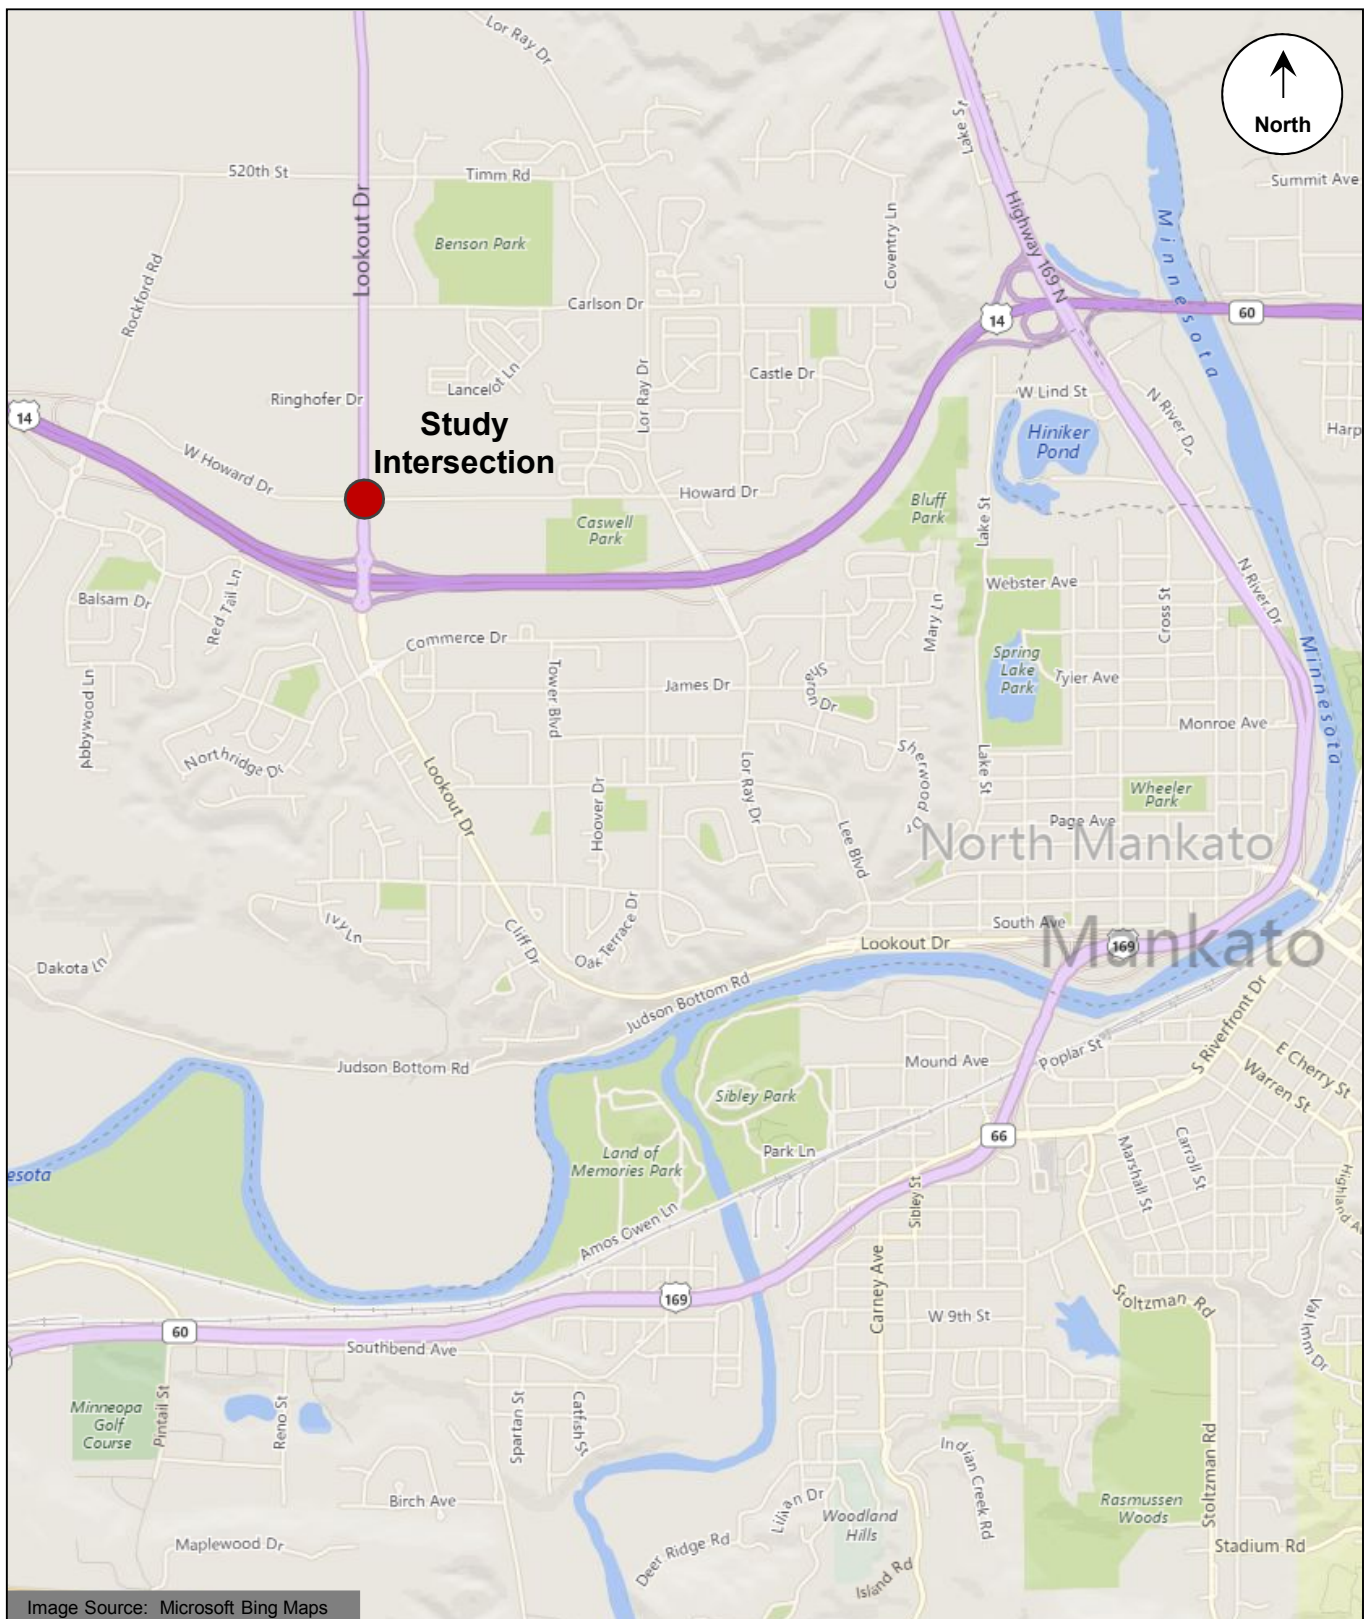 Lor Ray Dr
Lake St
North
520th St
Timm Rd
Summit Ave
Lookout Dr
Highway 169 N
Minnesota
Benson Park
Coventry Ln
Rockford Rd
Carlson Dr
14
60
Lancelot Ln
Lor Ray Dr
Castle Dr
Ringhofer Dr
W Lind St
N River Dr
14
Study
Intersection
Hiniker
Pond
Harp
W Howard Dr
Howard Dr
Bluff
Park
Lake St
Caswell
Park
Webster Ave
N River Dr
Balsam Dr
Red Tail Ln
Mary Ln
Cross St
Commerce Dr
Spring
Lake
Park
Minnesota
Abbywood Ln
Tower Blvd
James Dr
Sharon Dr
Tyler Ave
Monroe Ave
Northridge Dr
Lookout Dr
Lor Ray Dr
Sherwood Dr
Lake St
Wheeler
Park
Hoover Dr
Page Ave
Lee Blvd
North Mankato
Ivy Ln
Cliff Dr
Oak Terrace Dr
South Ave
Lookout Dr
169
Mankato
Dakota Ln
Judson Bottom Rd
S Riverfront Dr
Judson Bottom Rd
Mound Ave
Poplar St
E Cherry St
Warren St
Sibley Park
66
Land of
Memories Park
Park Ln
Marshall St
Carroll St
esota
Sibley St
Highland A
Amos Owen Ln
Carney Ave
169
Stoltzman Rd
W 9th St
Val Imm Dr
60
Southbend Ave
Minneopa
Golf
Course
Pintail St
Reno St
Spartan St
Catfish St
Indian Creek Rd
Stoltzman Rd
Birch Ave
Lilian Dr
Woodland
Hills
Rasmussen
Woods
Maplewood Dr
Deer Ridge Rd
Island Rd
Stadium Rd
Image Source: Microsoft Bing Maps